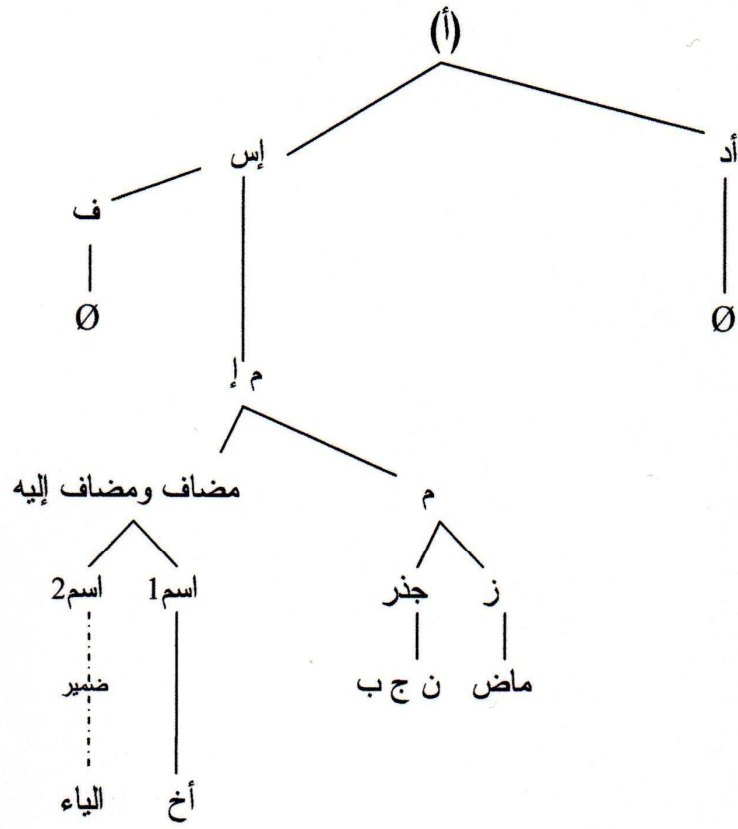 (أ)
أد إس ف
Ø Ø
م إ
م مضاف ومضاف إليه
ز جذر اسم1 اسم2
ماض ن ج ب ضمير
أخ الياء